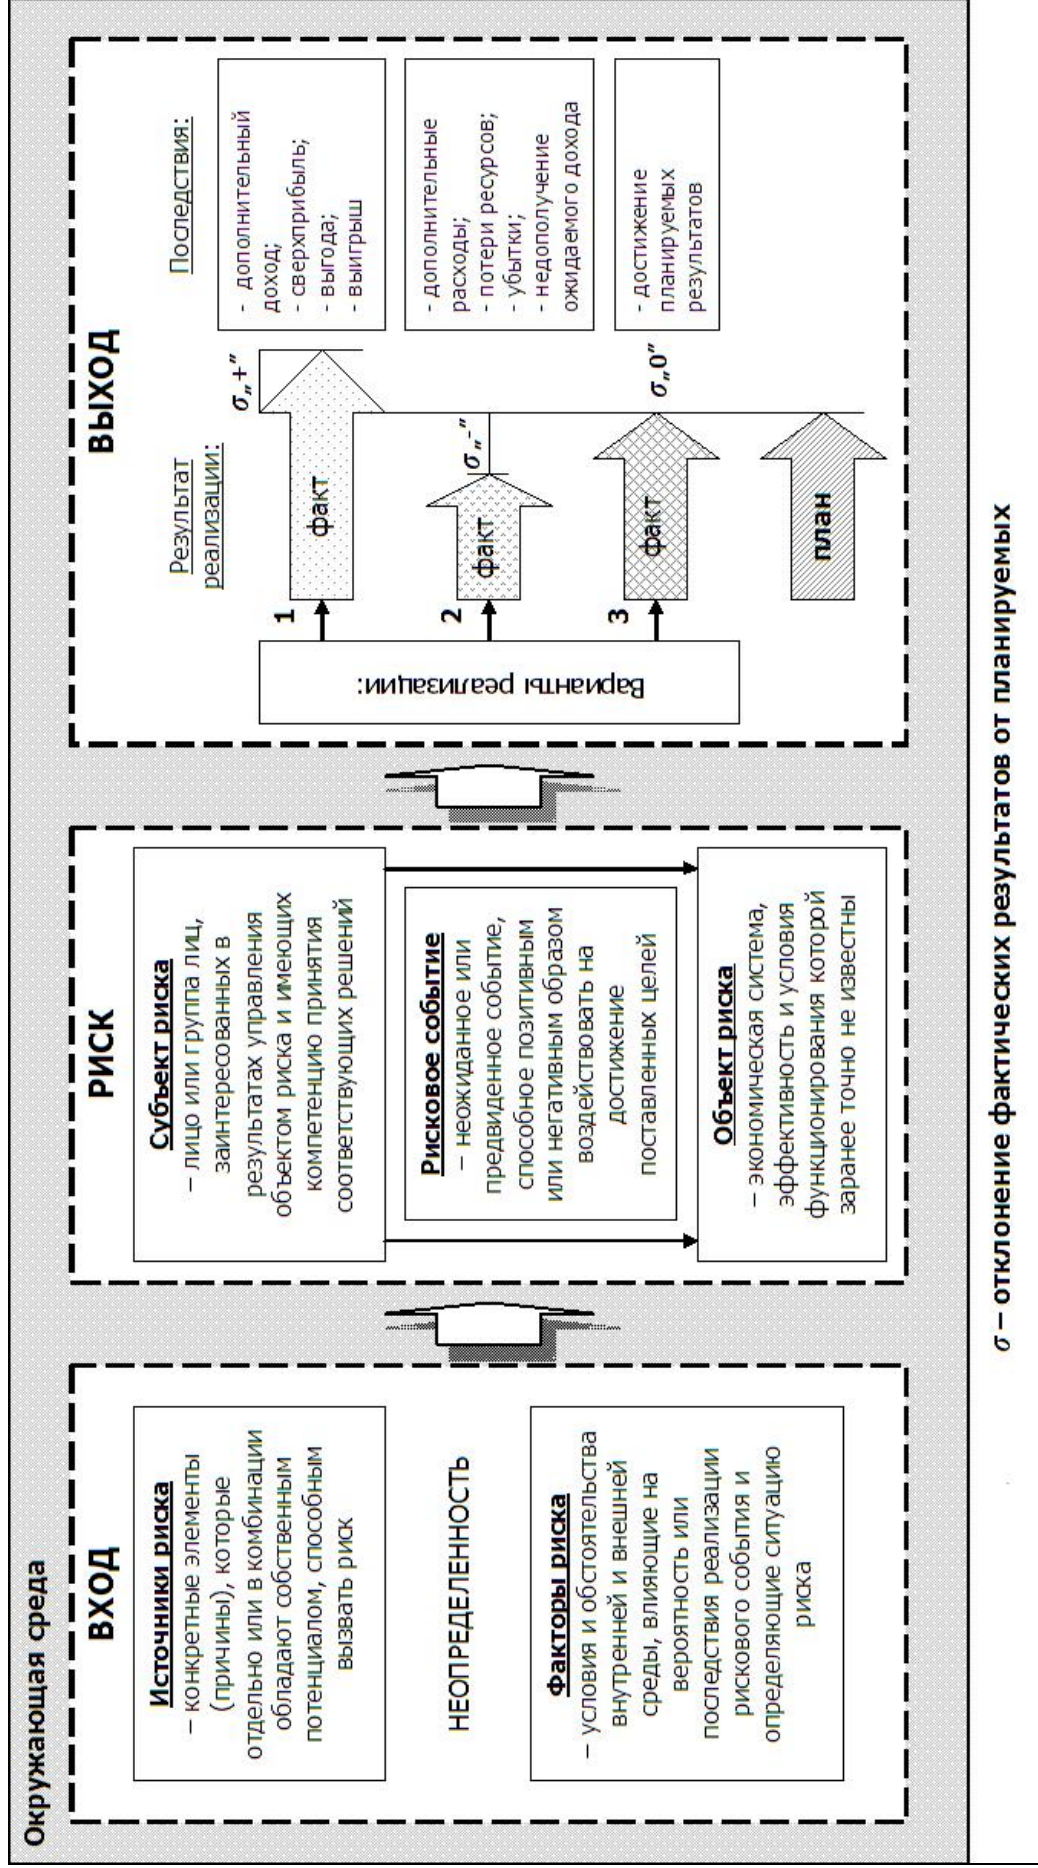 Окружающая среда
ВХОД
Источники риска
– конкретные элементы
(причины), которые
отдельно или в комбинации
обладают собственным
потенциалом, способным
вызвать риск
НЕОПРЕДЕЛЕННОСТЬ
Факторы риска
– условия и обстоятельства
внутренней и внешней
среды, влияющие на
вероятность или
последствия реализации
рискового события и
определяющие ситуацию
риска
РИСК
Субъект риска
– лицо или группа лиц,
заинтересованных в
результатах управления
объектом риска и имеющих
компетенцию принятия
соответствующих решений
Рисковое событие
– неожиданное или
предвиденное событие,
способное позитивным
или негативным образом
воздействовать на
достижение
поставленных целей
Объект риска
– экономическая система,
эффективность и условия
функционирования которой
заранее точно не известны
ВЫХОД
Варианты реализации:
Результат
реализации:
1
факт
σ„+”
2
факт
σ„-”
3
факт
σ„0”
план
Последствия:
- дополнительный
доход;
- сверхприбыль;
- выгода;
- выигрыш
- дополнительные
расходы;
- потери ресурсов;
- убытки;
- недополучение
ожидаемого дохода
- достижение
планируемых
результатов
σ – отклонение фактических результатов от планируемых